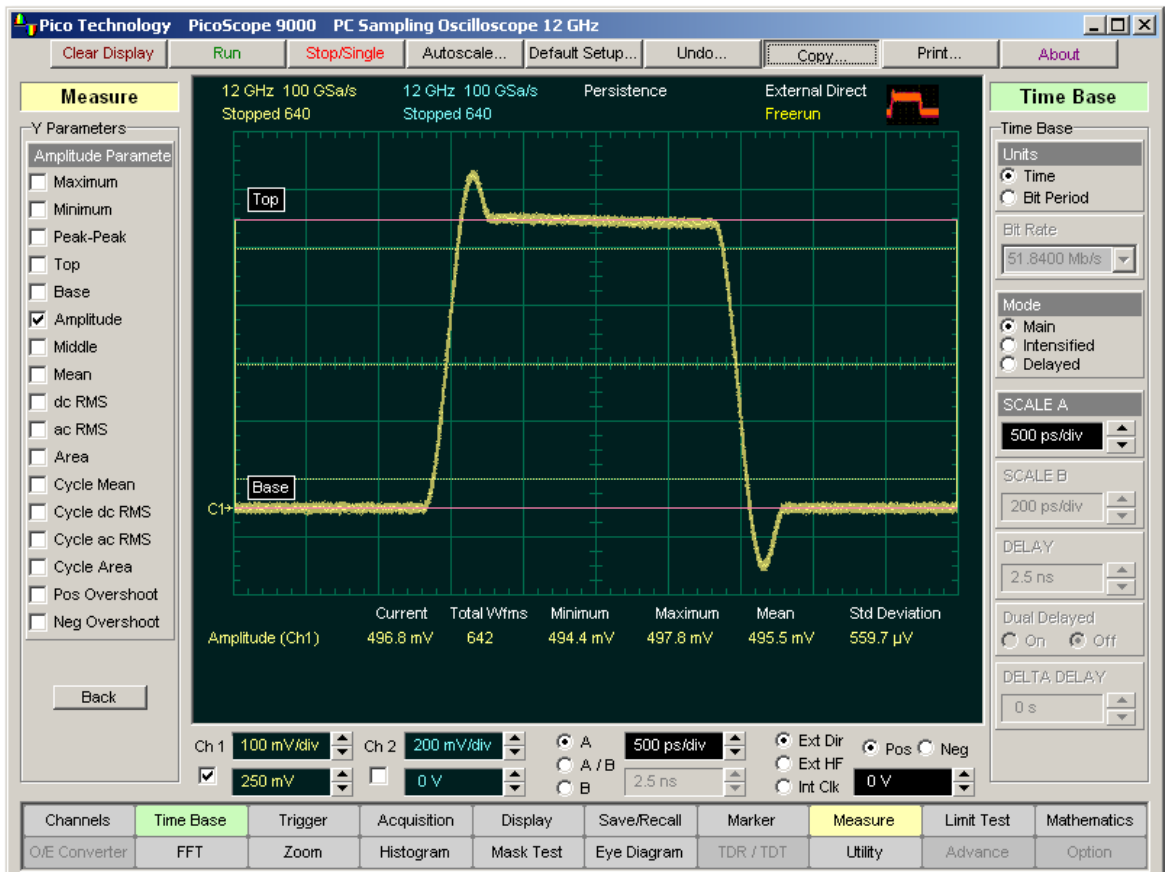 Pico Technology PicoScope 9000 PC Sampling Oscilloscope 12 GHz
Clear Display Run Stop/Single Autoscale... Default Setup... Undo... Copy... Print... About
Measure
Y Parameters
Amplitude Paramete
Maximum
Minimum
Peak-Peak
Top
Base
Amplitude
Middle
Mean
dc RMS
ac RMS
Area
Cycle Mean
Cycle dc RMS
Cycle ac RMS
Cycle Area
Pos Overshoot
Neg Overshoot
Back
12 GHz 100 GSa/s 12 GHz 100 GSa/s Persistence External Direct
Stopped 640 Stopped 640 Freerun
Top
Base
C1
Current Total Wfms Minimum Maximum Mean Std Deviation
Amplitude (Ch1) 496.8 mV 642 494.4 mV 497.8 mV 495.5 mV 559.7 µV
Time Base
Time Base
Units
Time
Bit Period
Bit Rate
51.8400 Mb/s
Mode
Main
Intensified
Delayed
SCALE A
500 ps/div
SCALE B
200 ps/div
DELAY
2.5 ns
Dual Delayed
On Off
DELTA DELAY
0 s
Ch 1 100 mV/div Ch 2 200 mV/div A 500 ps/div Ext Dir Pos Neg
A / B Ext HF
250 mV 0 V B 2.5 ns Int Clk 0 V
Channels Time Base Trigger Acquisition Display Save/Recall Marker Measure Limit Test Mathematics
O/E Converter FFT Zoom Histogram Mask Test Eye Diagram TDR / TDT Utility Advance Option